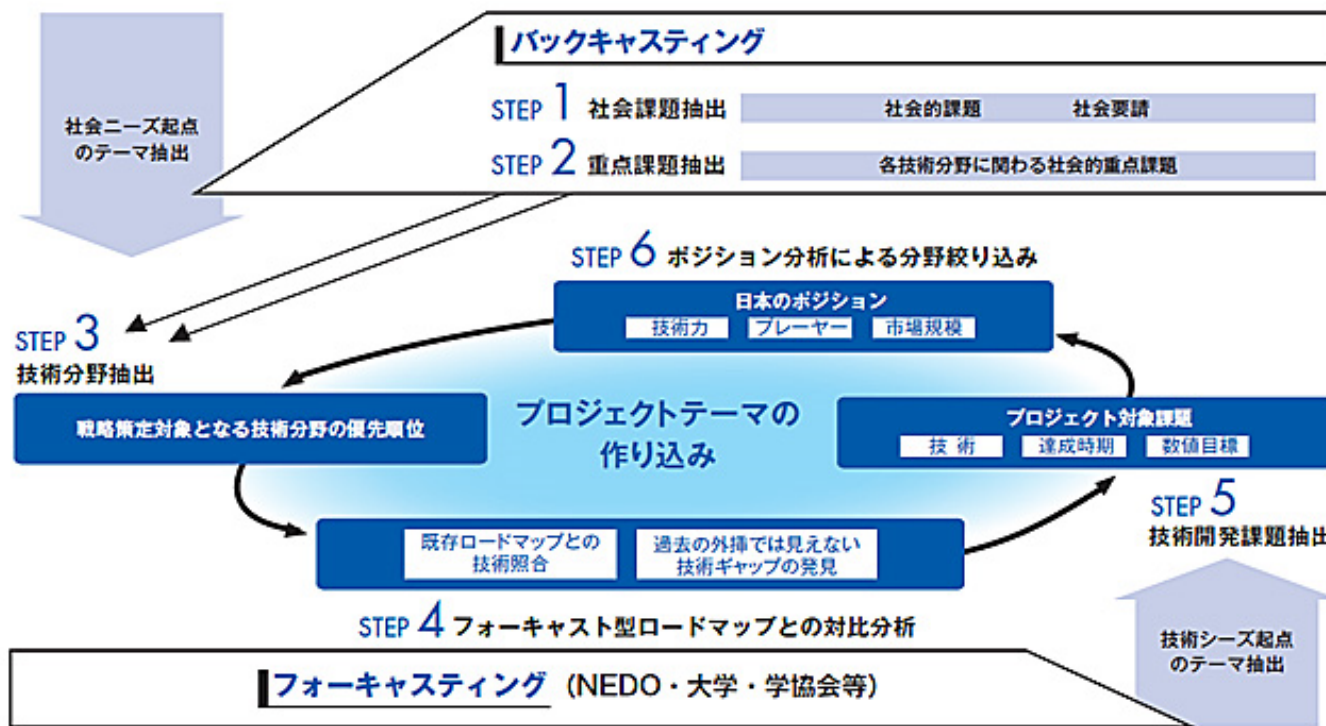 バックキャスティング
STEP 1 社会課題抽出 社会的課題 社会要請
STEP 2 重点課題抽出 各技術分野に関わる社会的重点課題
社会ニーズ起点
のテーマ抽出
STEP 6 ポジション分析による分野絞り込み
日本のポジション
技術力 プレーヤー 市場規模
STEP 3
技術分野抽出
戦略策定対象となる技術分野の優先順位
プロジェクトテーマの
作り込み
プロジェクト対象課題
技術 達成時期 数値目標
STEP 5
技術開発課題抽出
既存ロードマップとの
技術照合
過去の外挿では見えない
技術ギャップの発見
STEP 4 フォーキャスト型ロードマップとの対比分析
技術シーズ起点
のテーマ抽出
フォーキャスティング (NEDO・大学・学協会等)